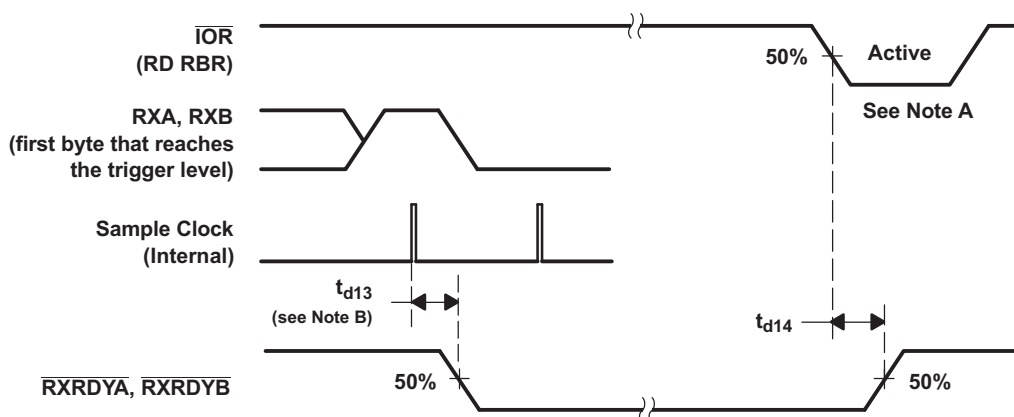 IOR
(RD RBR)
50%
Active
See Note A
RXA, RXB
(first byte that reaches
the trigger level)
Sample Clock
(Internal)
td13
(see Note B)
td14
RXRDYA, RXRDYB
50%
50%